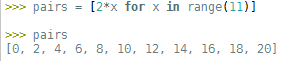 >>> pairs = [2*x for x in range(11)]
>>> pairs
[0, 2, 4, 6, 8, 10, 12, 14, 16, 18, 20]